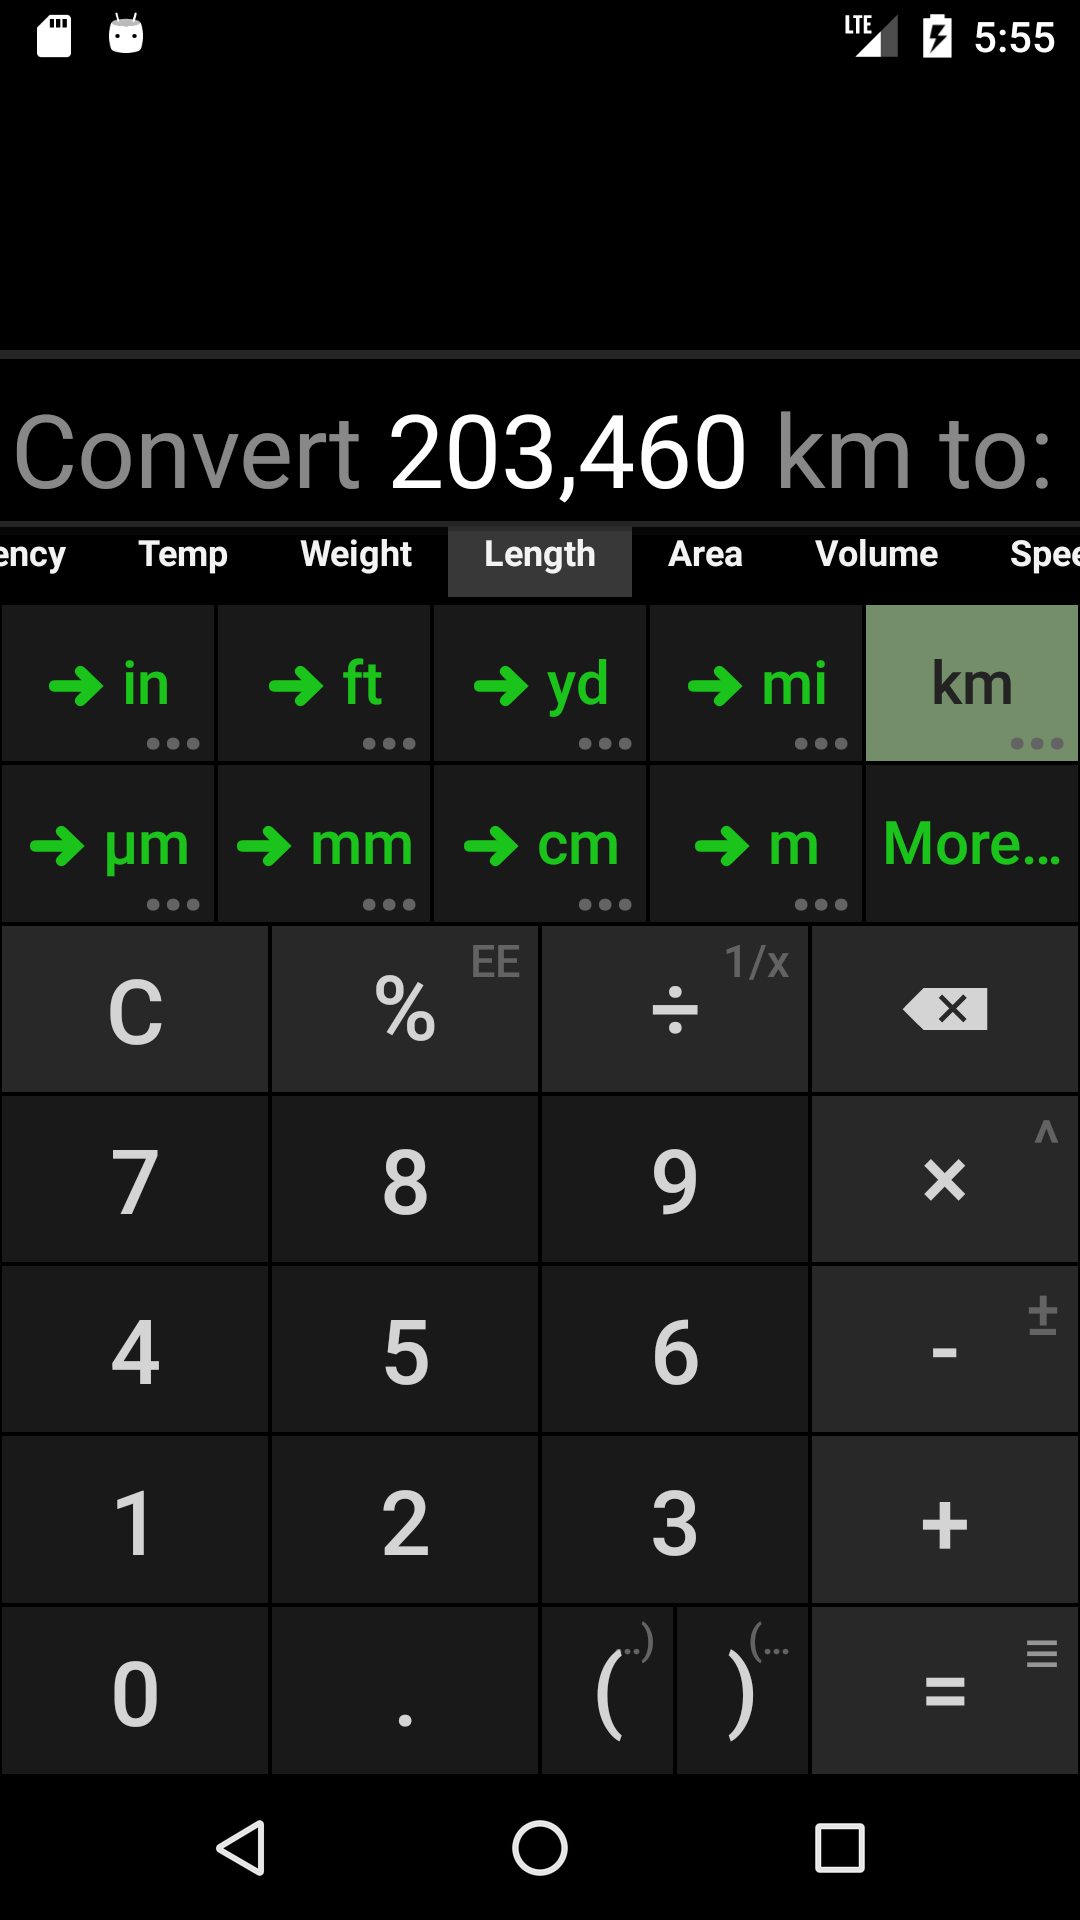 LTE 5:55
Convert 203,460 km to:
ency Temp Weight Length Area Volume Spee
→ in → ft → yd → mi km
→ µm → mm → cm → m More...
C % EE ÷ 1/x
7 8 9 × ^
4 5 6 - ±
1 2 3 +
0 . ( ..) ) (... =